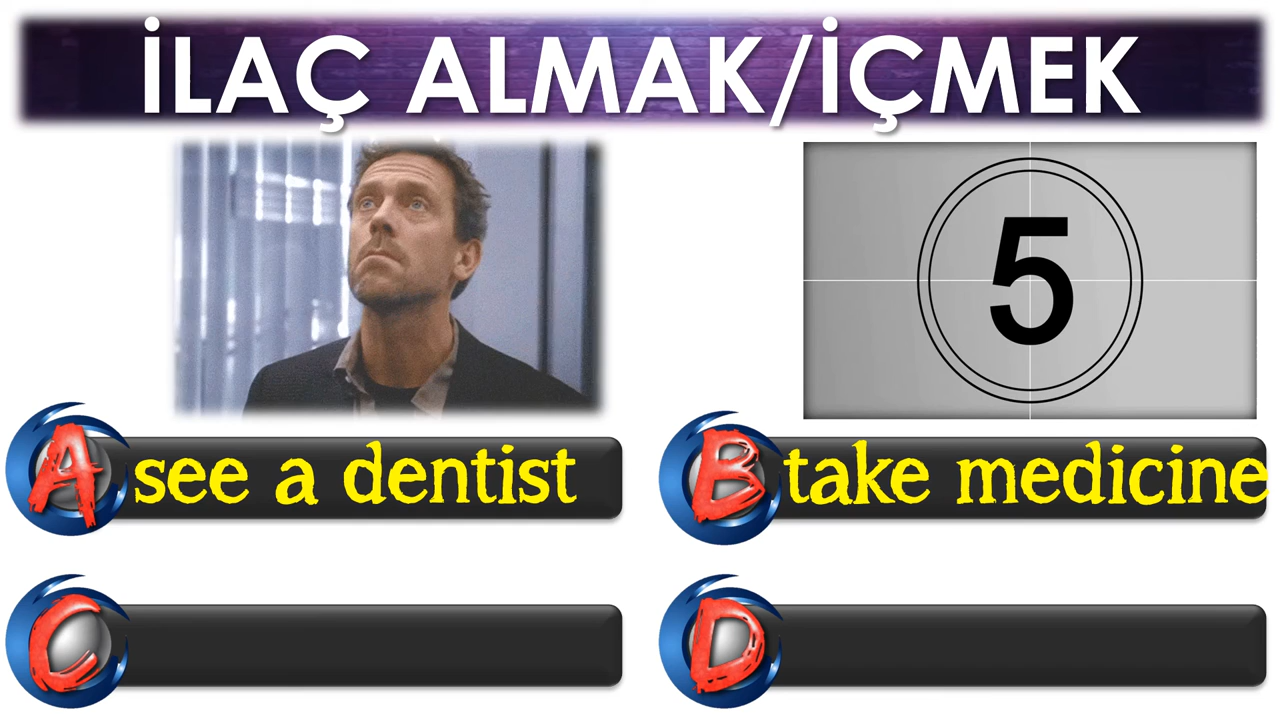 İLAÇ ALMAK/İÇMEK
5
A see a dentist
B take medicine
C
D